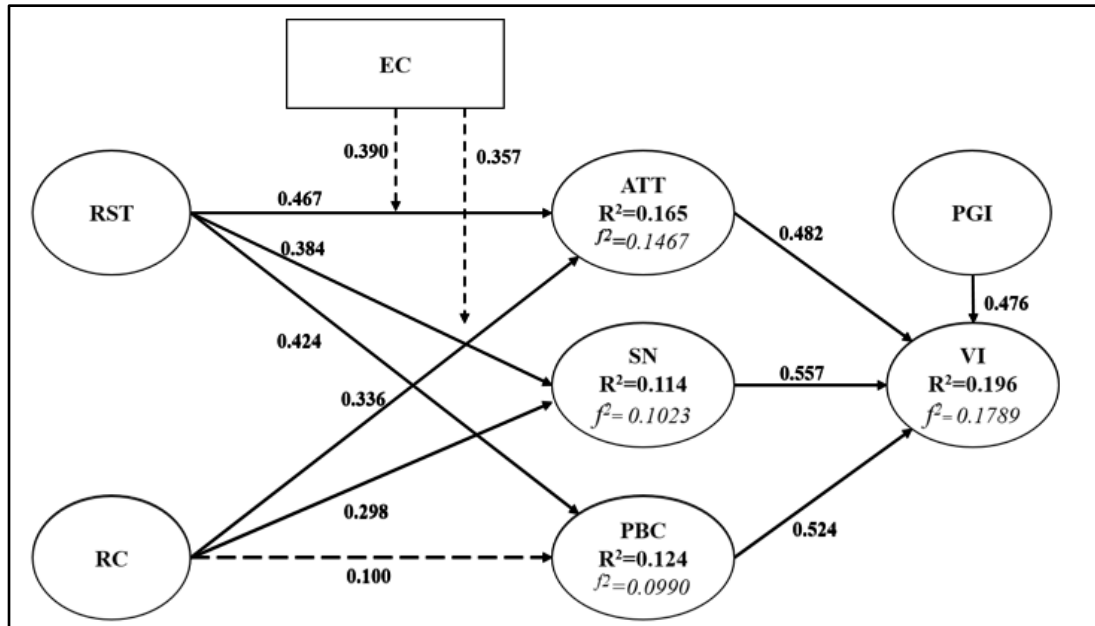 EC
0.390
0.357
RST
0.467
ATT
R²=0.165
f²=0.1467
PGI
0.384
0.482
0.476
0.424
SN
R²=0.114
f²= 0.1023
0.557
VI
R²=0.196
f²= 0.1789
0.336
0.298
0.524
RC
0.100
PBC
R²=0.124
f²=0.0990